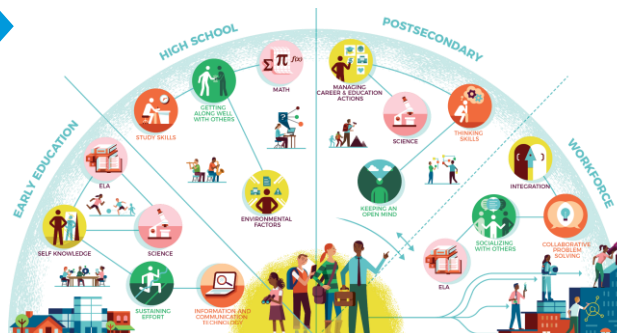 EARLY EDUCATION
HIGH SCHOOL
POSTSECONDARY
WORKFORCE
ELA
SELF KNOWLEDGE
SCIENCE
SUSTAINING
EFFORT
INFORMATION AND
COMMUNICATION
TECHNOLOGY
STUDY SKILLS
GETTING
ALONG WELL
WITH OTHERS
Σ π f(x)
MATH
ENVIRONMENTAL
FACTORS
MANAGING
CAREER & EDUCATION
ACTIONS
SCIENCE
THINKING
SKILLS
KEEPING AN
OPEN MIND
INTEGRATION
SOCIALIZING
WITH OTHERS
COLLABORATIVE
PROBLEM
SOLVING
ELA